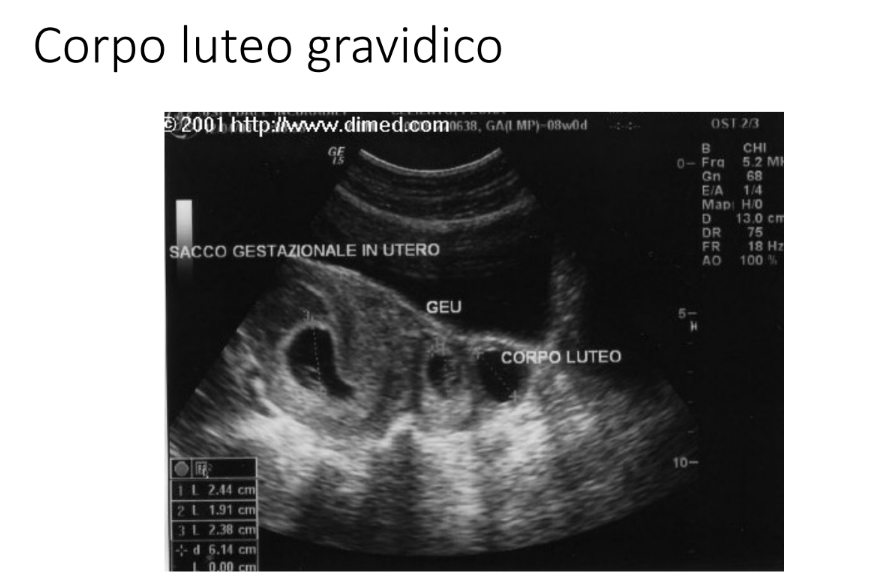 Corpo luteo gravidico
© 2001 http://www.dimed.com 0638, GA(LMP)=08w0d
OST 2/3
GE
15
B CHI
0- Frq 5.2 MH
Gn 68
E/A 1/4
Map: H/0
D 13.0 cm
DR 75
FR 18 Hz
AO 100 %
SACCO GESTAZIONALE IN UTERO
GEU
5-
CORPO LUTEO
10-
1 L 2.44 cm
2 L 1.91 cm
3 L 2.38 cm
d 6.14 cm
L 0.00 cm